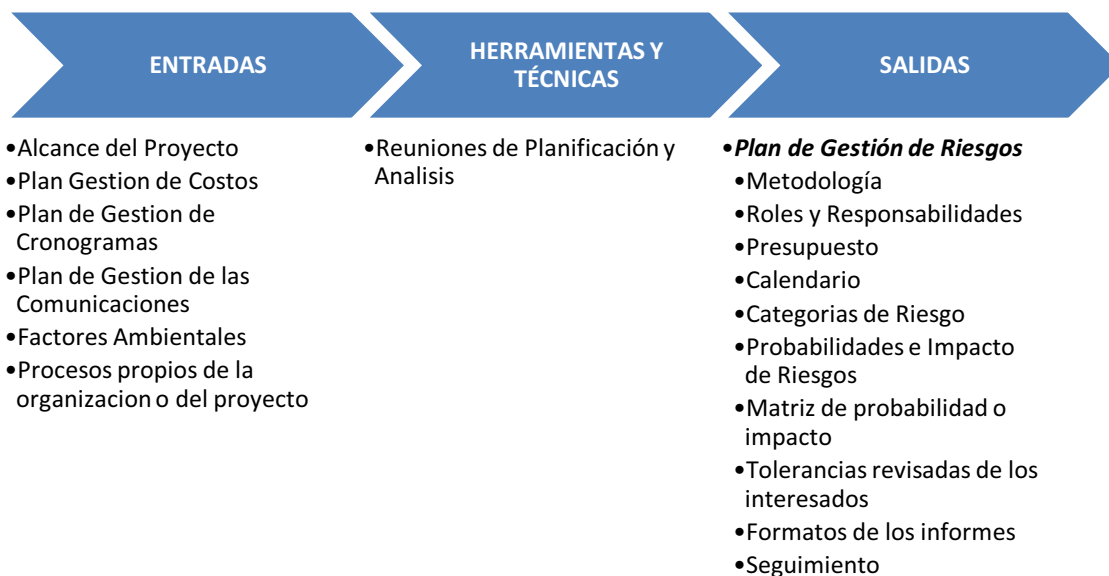 ENTRADAS
HERRAMIENTAS Y
TÉCNICAS
SALIDAS
•Alcance del Proyecto
•Plan Gestion de Costos
•Plan de Gestion de
Cronogramas
•Plan de Gestion de las
Comunicaciones
•Factores Ambientales
•Procesos propios de la
organizacion o del proyecto
•Reuniones de Planificación y
Analisis
•Plan de Gestión de Riesgos
•Metodología
•Roles y Responsabilidades
•Presupuesto
•Calendario
•Categorias de Riesgo
•Probabilidades e Impacto
de Riesgos
•Matriz de probabilidad o
impacto
•Tolerancias revisadas de los
interesados
•Formatos de los informes
•Seguimiento